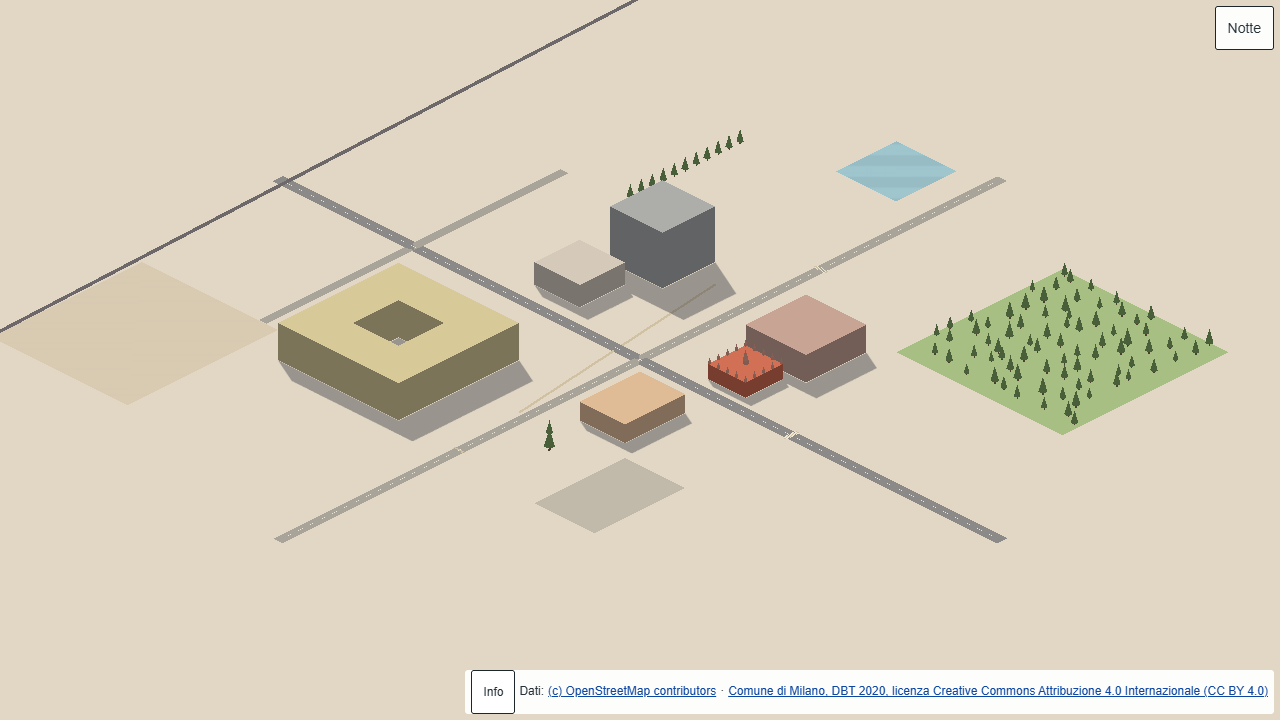 Notte
Info Dati: (c) OpenStreetMap contributors · Comune di Milano, DBT 2020, licenza Creative Commons Attribuzione 4.0 Internazionale (CC BY 4.0)